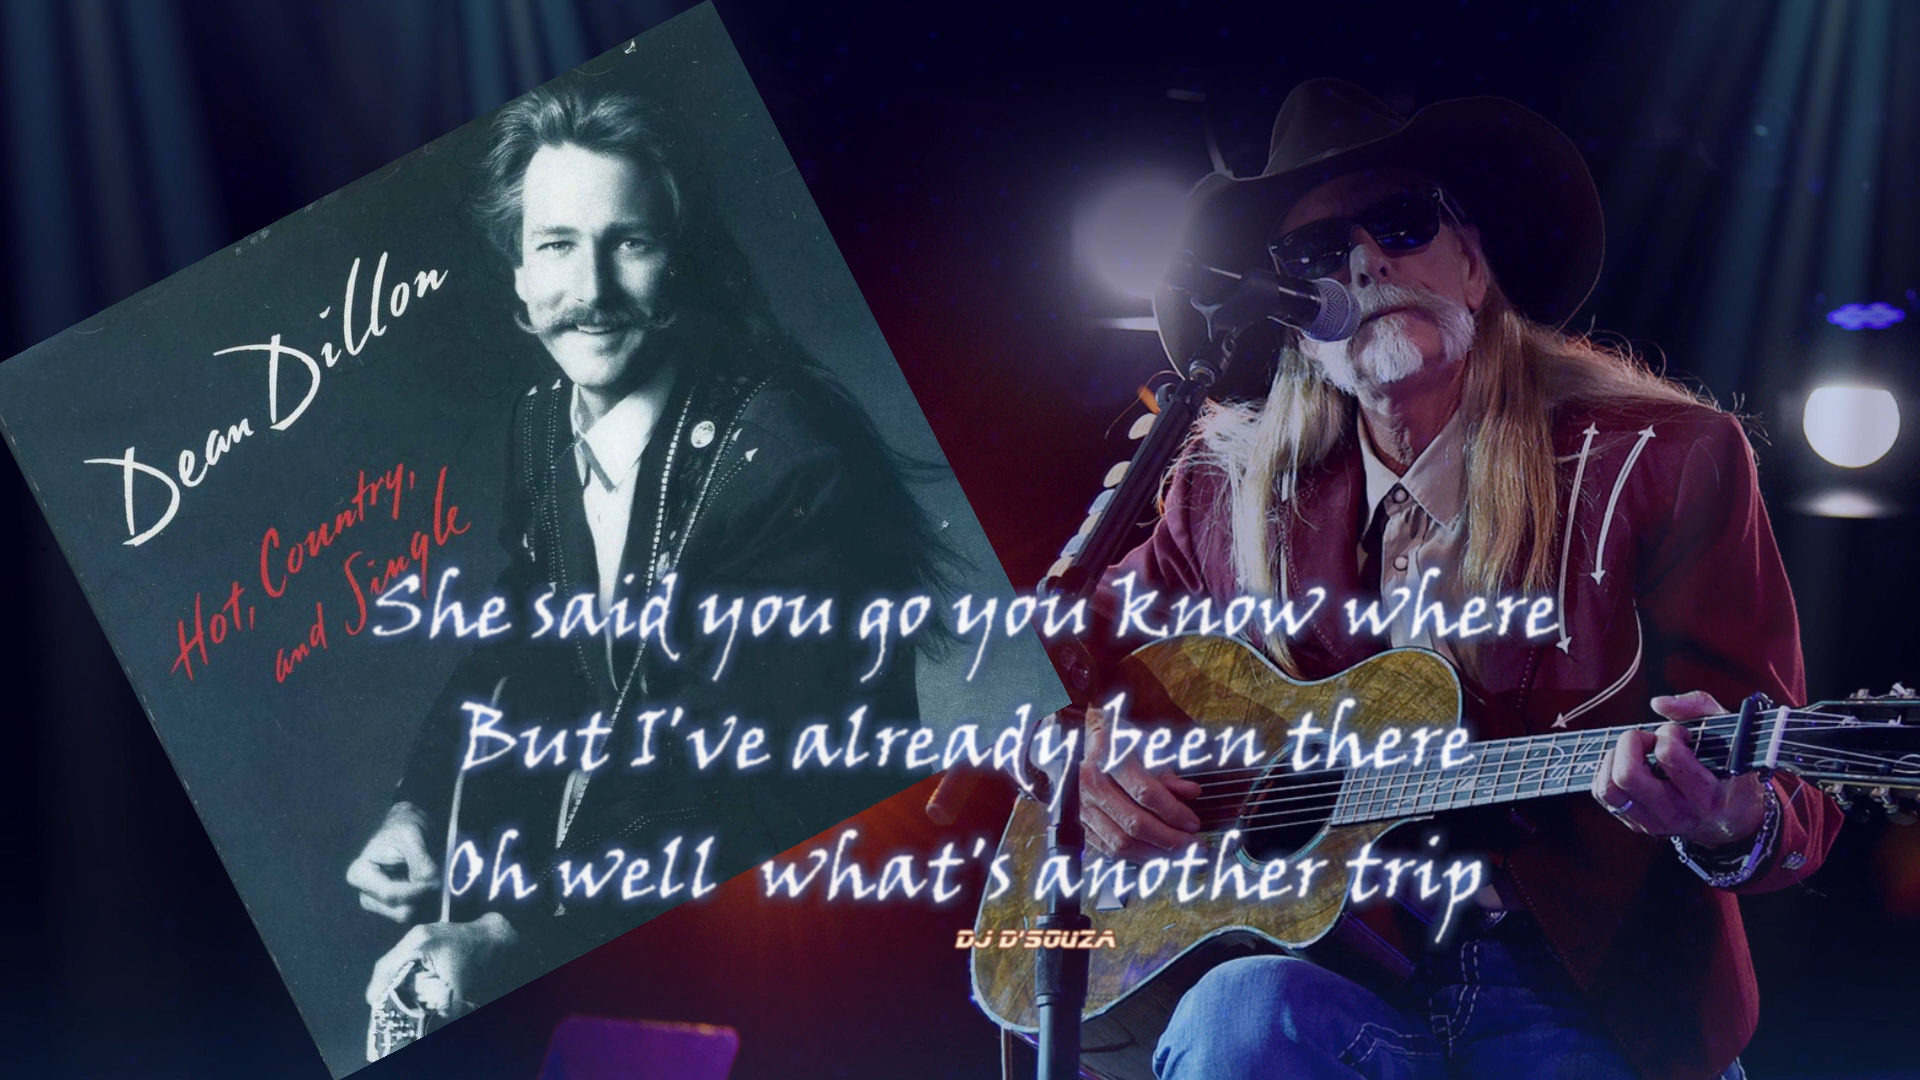 Dean Dillon
Hot, Country,
and Single
She said you go you know where
But I've already been there
Oh well what's another trip
DJ D'SOUZA